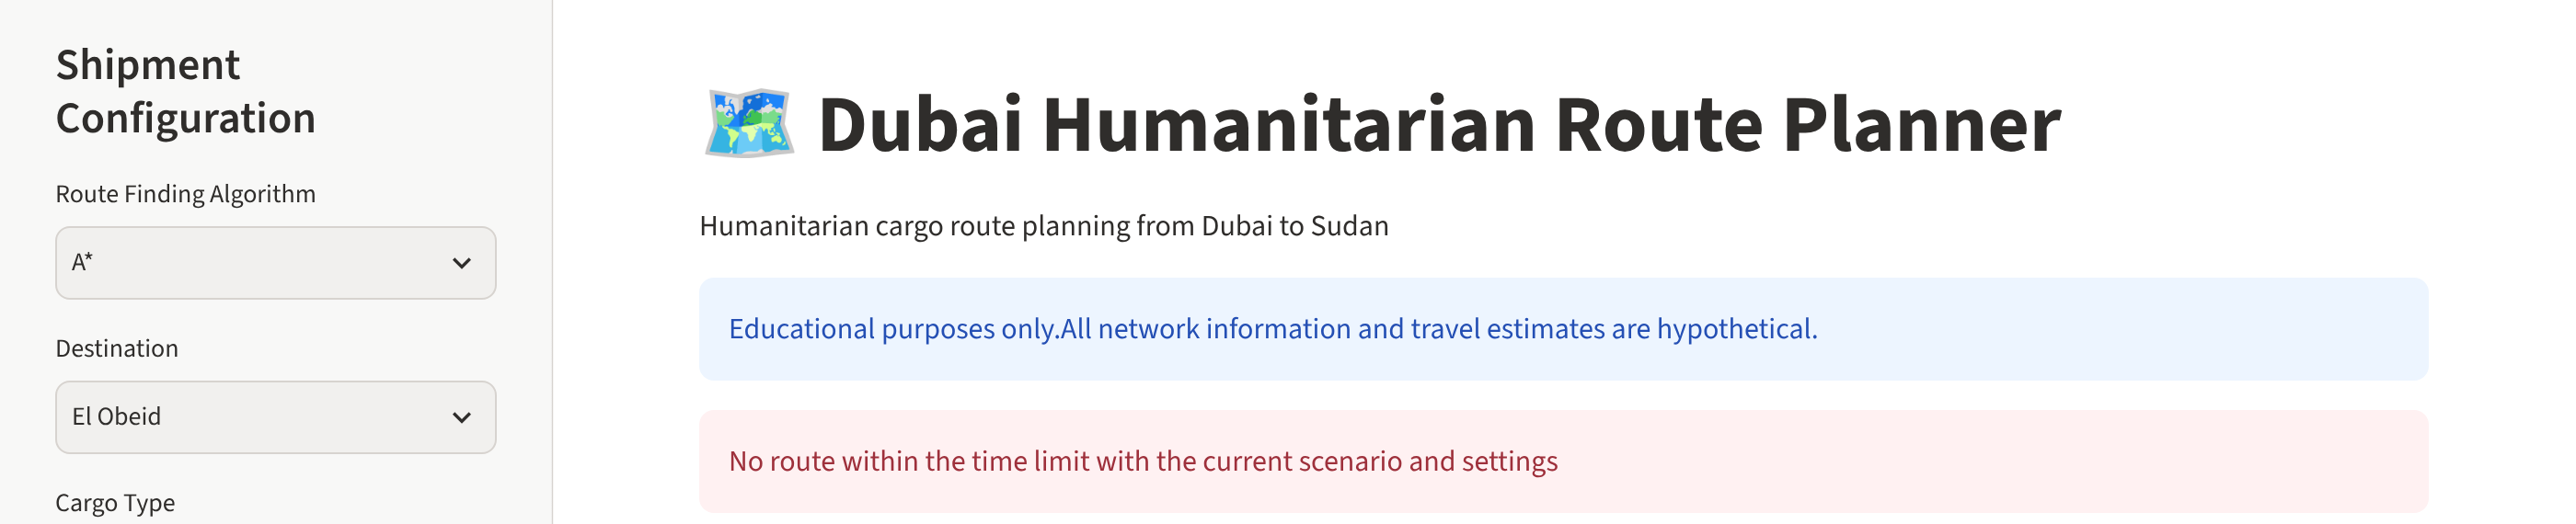 Shipment
Configuration
Route Finding Algorithm
A*
Destination
El Obeid
Cargo Type
Dubai Humanitarian Route Planner
Humanitarian cargo route planning from Dubai to Sudan
Educational purposes only.All network information and travel estimates are hypothetical.
No route within the time limit with the current scenario and settings